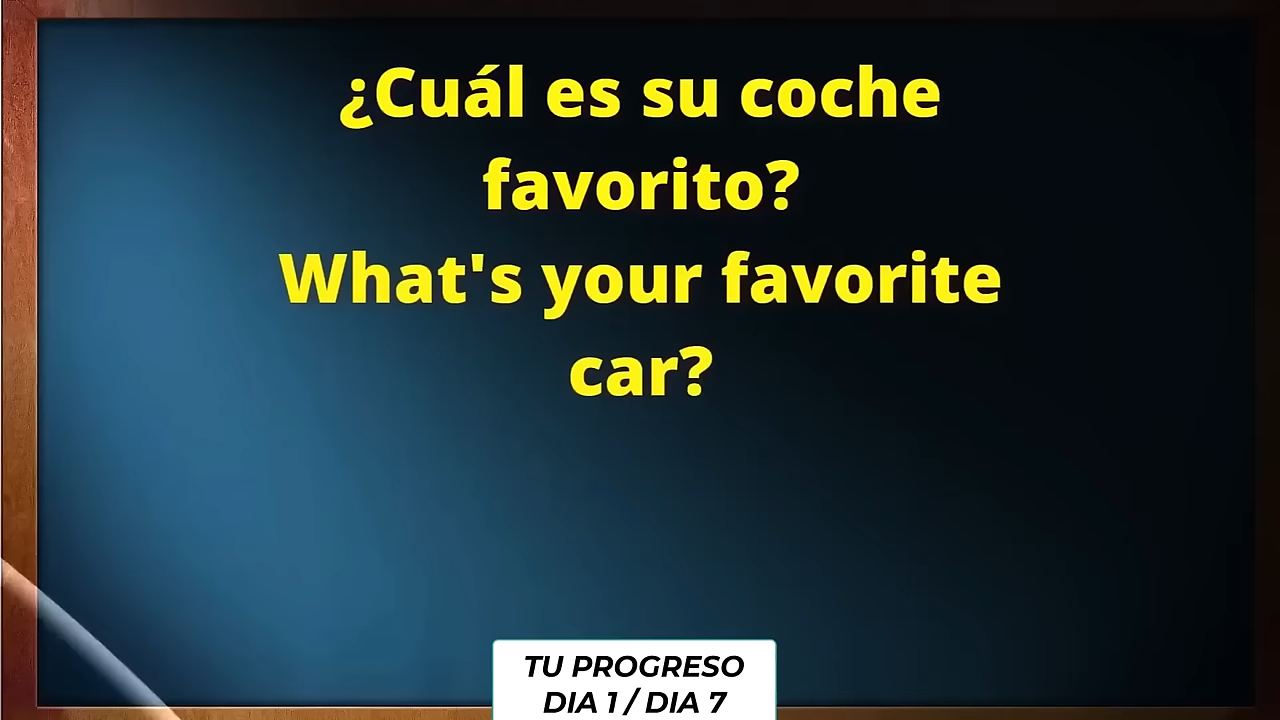 ¿Cuál es su coche
favorito?
What's your favorite
car?
TU PROGRESO
DIA 1 / DIA 7